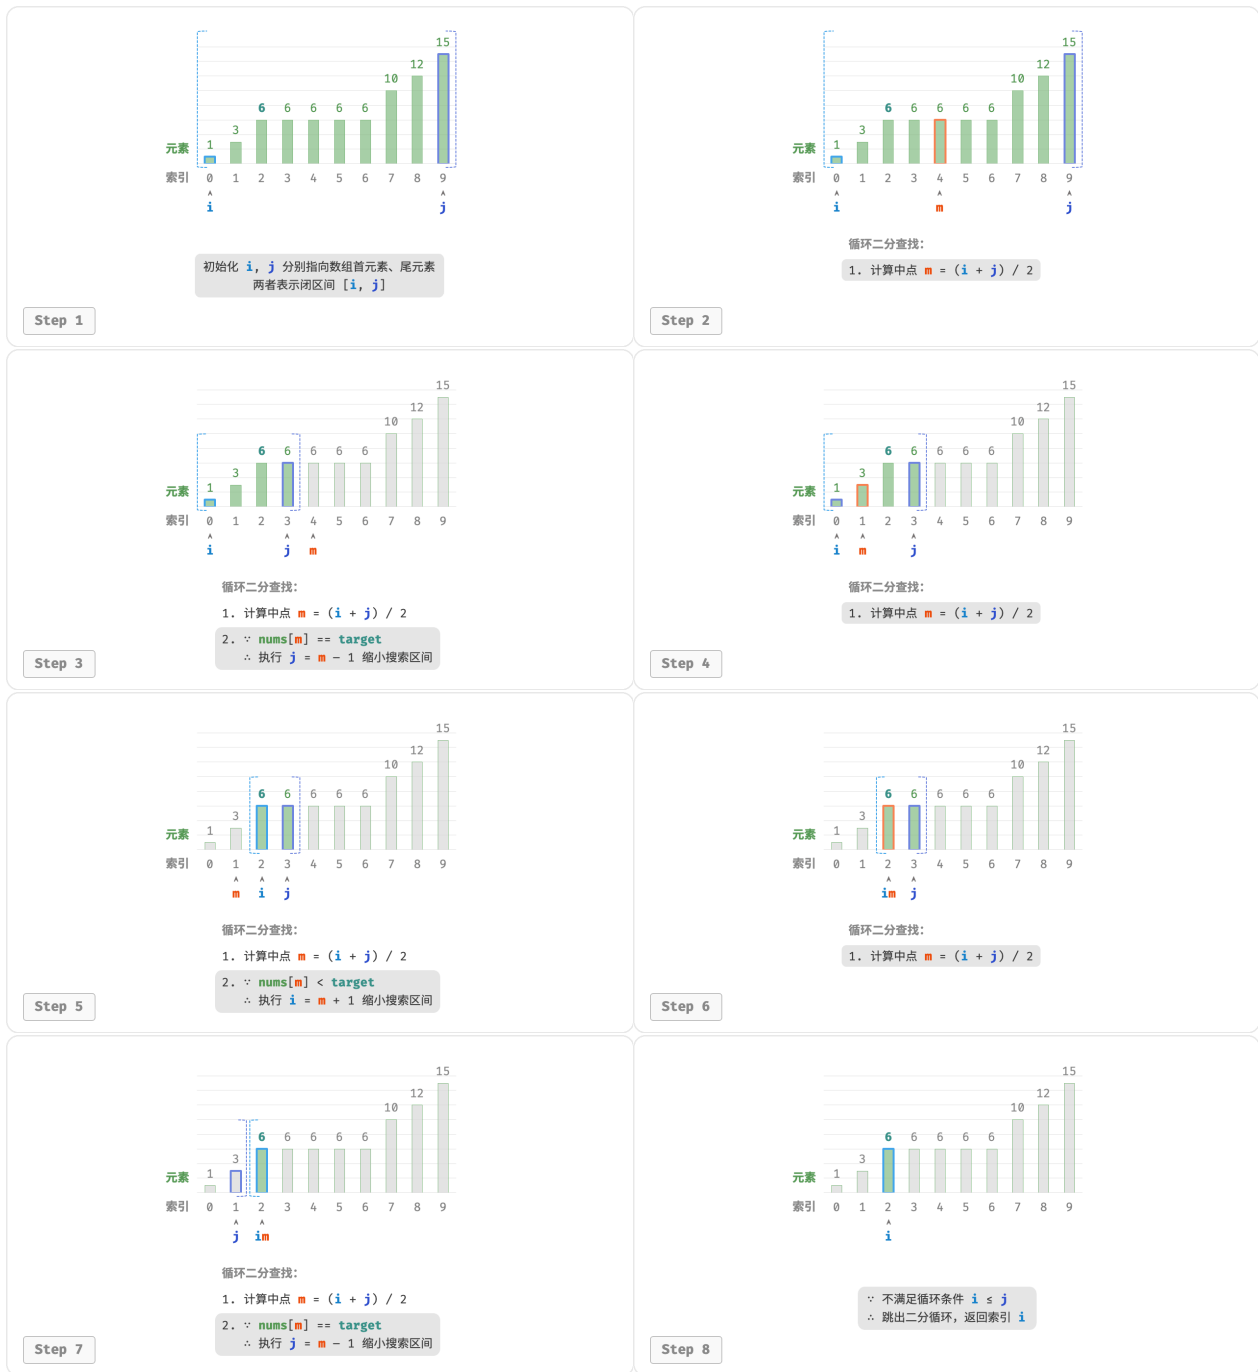 15
12
10
6 6 6 6 6
3
1
元素
索引 0 1 2 3 4 5 6 7 8 9
i j
初始化 i, j 分别指向数组首元素、尾元素
两者表示闭区间 [i, j]
Step 1
15
12
10
6 6 6 6 6
3
1
元素
索引 0 1 2 3 4 5 6 7 8 9
i m j
循环二分查找:
1. 计算中点 m = (i + j) / 2
Step 2
15
12
10
6 6 6 6 6
3
1
元素
索引 0 1 2 3 4 5 6 7 8 9
i j m
循环二分查找:
1. 计算中点 m = (i + j) / 2
2. ∵ nums[m] == target
∴ 执行 j = m − 1 缩小搜索区间
Step 3
15
12
10
6 6 6 6 6
3
1
元素
索引 0 1 2 3 4 5 6 7 8 9
i m j
循环二分查找:
1. 计算中点 m = (i + j) / 2
Step 4
15
12
10
6 6 6 6 6
3
1
元素
索引 0 1 2 3 4 5 6 7 8 9
m i j
循环二分查找:
1. 计算中点 m = (i + j) / 2
2. ∵ nums[m] < target
∴ 执行 i = m + 1 缩小搜索区间
Step 5
15
12
10
6 6 6 6 6
3
1
元素
索引 0 1 2 3 4 5 6 7 8 9
im j
循环二分查找:
1. 计算中点 m = (i + j) / 2
Step 6
15
12
10
6 6 6 6 6
3
1
元素
索引 0 1 2 3 4 5 6 7 8 9
j im
循环二分查找:
1. 计算中点 m = (i + j) / 2
2. ∵ nums[m] == target
∴ 执行 j = m − 1 缩小搜索区间
Step 7
15
12
10
6 6 6 6 6
3
1
元素
索引 0 1 2 3 4 5 6 7 8 9
i
∵ 不满足循环条件 i ≤ j
∴ 跳出二分循环，返回索引 i
Step 8